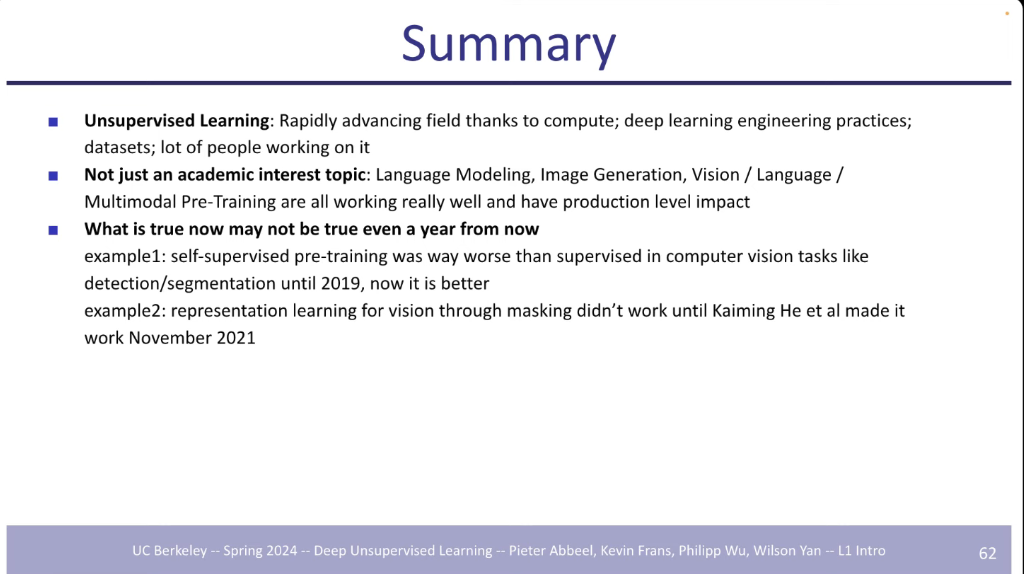 Summary
Unsupervised Learning: Rapidly advancing field thanks to compute; deep learning engineering practices;
datasets; lot of people working on it
Not just an academic interest topic: Language Modeling, Image Generation, Vision / Language /
Multimodal Pre-Training are all working really well and have production level impact
What is true now may not be true even a year from now
example1: self-supervised pre-training was way worse than supervised in computer vision tasks like
detection/segmentation until 2019, now it is better
example2: representation learning for vision through masking didn’t work until Kaiming He et al made it
work November 2021
UC Berkeley -- Spring 2024 -- Deep Unsupervised Learning -- Pieter Abbeel, Kevin Frans, Philipp Wu, Wilson Yan -- L1 Intro
62